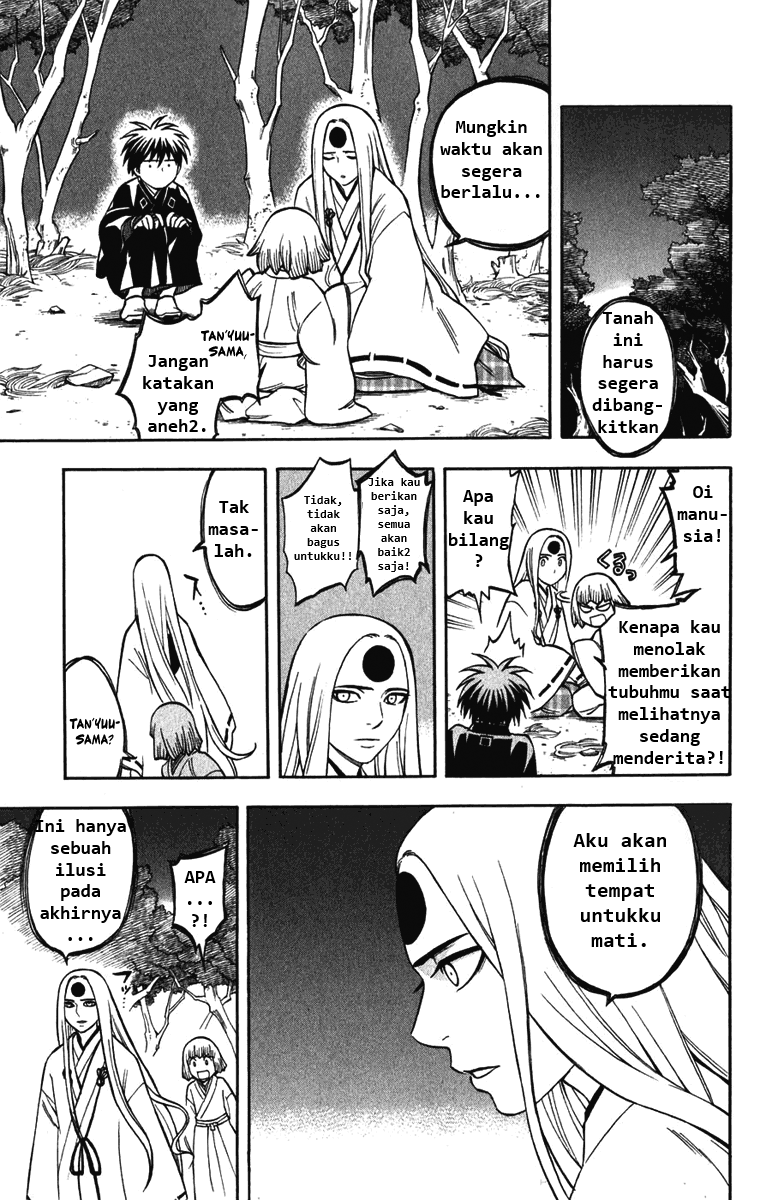 Tanah
ini
harus
segera
dibang-
kitkan
Mungkin
waktu akan
segera
berlalu...
TAN'YUU-
SAMA,
Jangan
katakan
yang
aneh2.
Oi
manu-
sia!
Apa
kau
bilang
?
くるっ
Kenapa kau
menolak
memberikan
tubuhmu saat
melihatnya
sedang
menderita?!
Jika kau
berikan
saja,
semua
akan
baik2
saja!
Tidak,
tidak
akan
bagus
untukku!!
Tak
masa-
lah.
TAN'YUU-
SAMA?
Aku akan
memilih
tempat
untukku
mati.
APA
...
?!
Ini hanya
sebuah
ilusi
pada
akhirnya
...